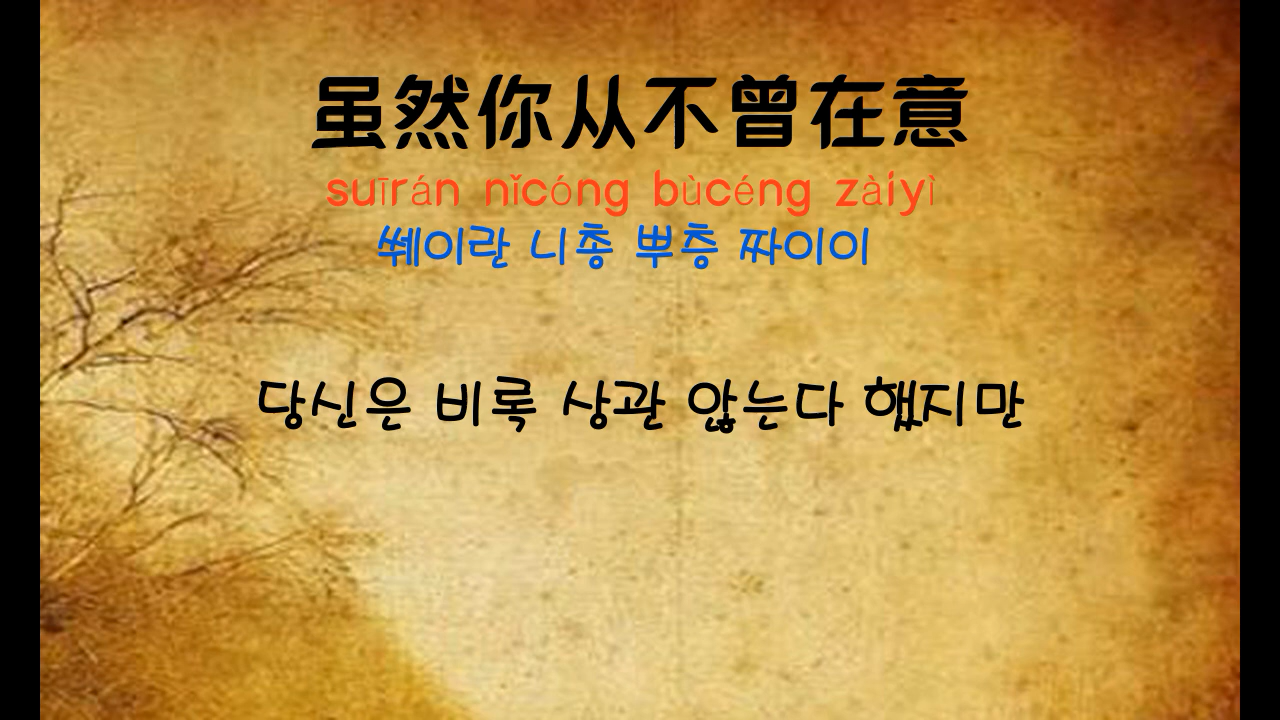 虽然你从不曾在意
suīrán nǐcóng bùcéng zàiyì
쒜이란 니총 뿌층 짜이이
당신은 비록 상관 않는다 했지만